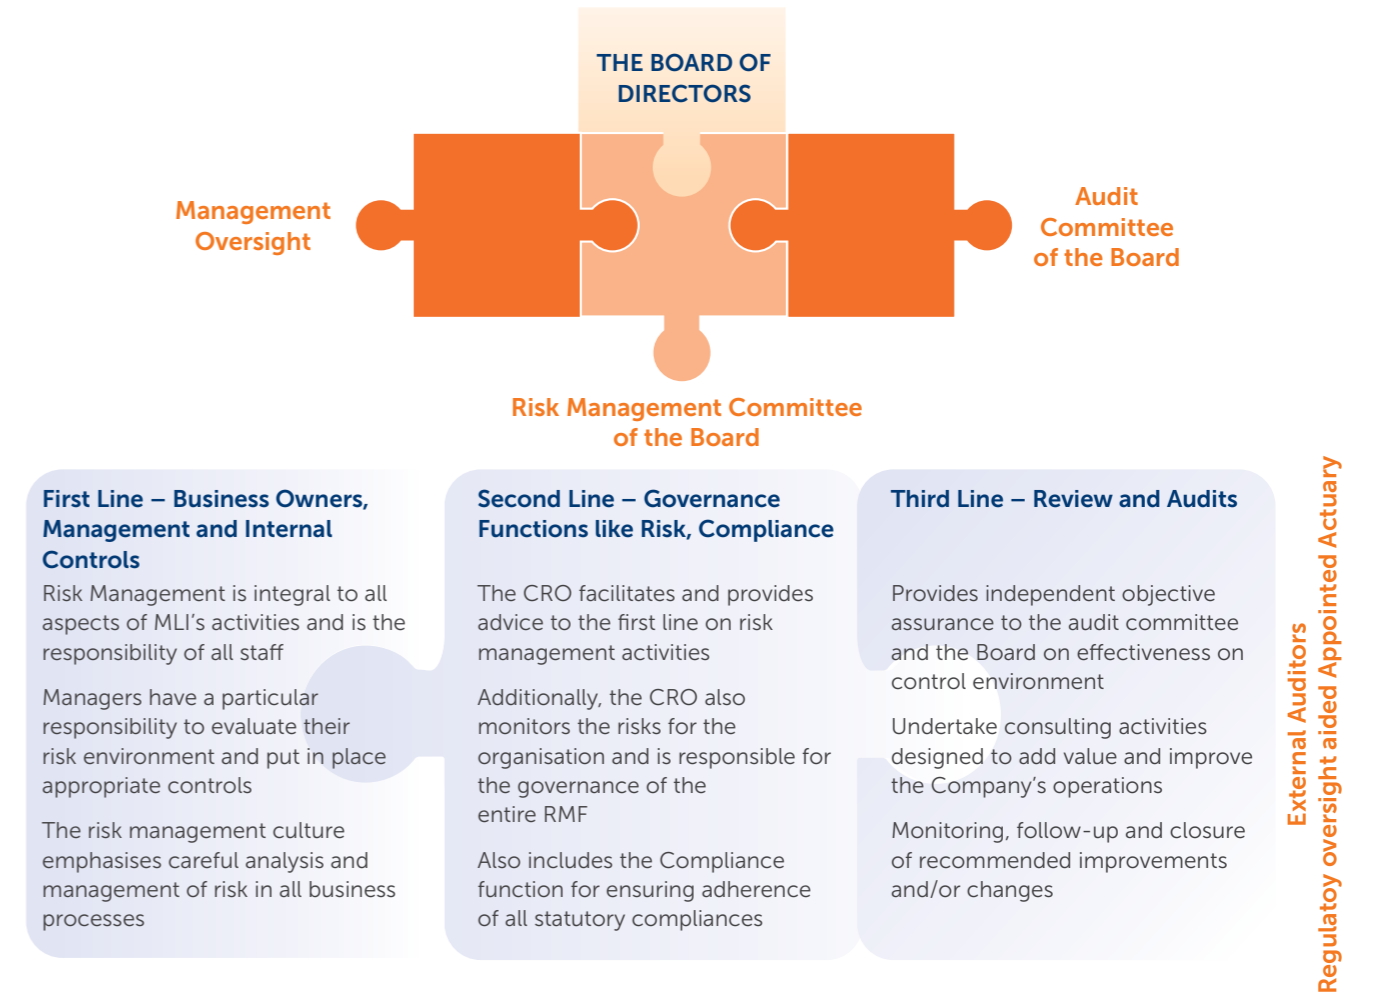 THE BOARD OF
DIRECTORS
Management
Oversight
Audit
Committee
of the Board
Risk Management Committee
of the Board
First Line – Business Owners,
Management and Internal
Controls
Risk Management is integral to all
aspects of MLI’s activities and is the
responsibility of all staff
Managers have a particular
responsibility to evaluate their
risk environment and put in place
appropriate controls
The risk management culture
emphasises careful analysis and
management of risk in all business
processes
Second Line – Governance
Functions like Risk, Compliance
The CRO facilitates and provides
advice to the first line on risk
management activities
Additionally, the CRO also
monitors the risks for the
organisation and is responsible for
the governance of the
entire RMF
Also includes the Compliance
function for ensuring adherence
of all statutory compliances
Third Line – Review and Audits
Provides independent objective
assurance to the audit committee
and the Board on effectiveness on
control environment
Undertake consulting activities
designed to add value and improve
the Company’s operations
Monitoring, follow-up and closure
of recommended improvements
and/or changes
External Auditors
Regulatoy oversight aided Appointed Actuary